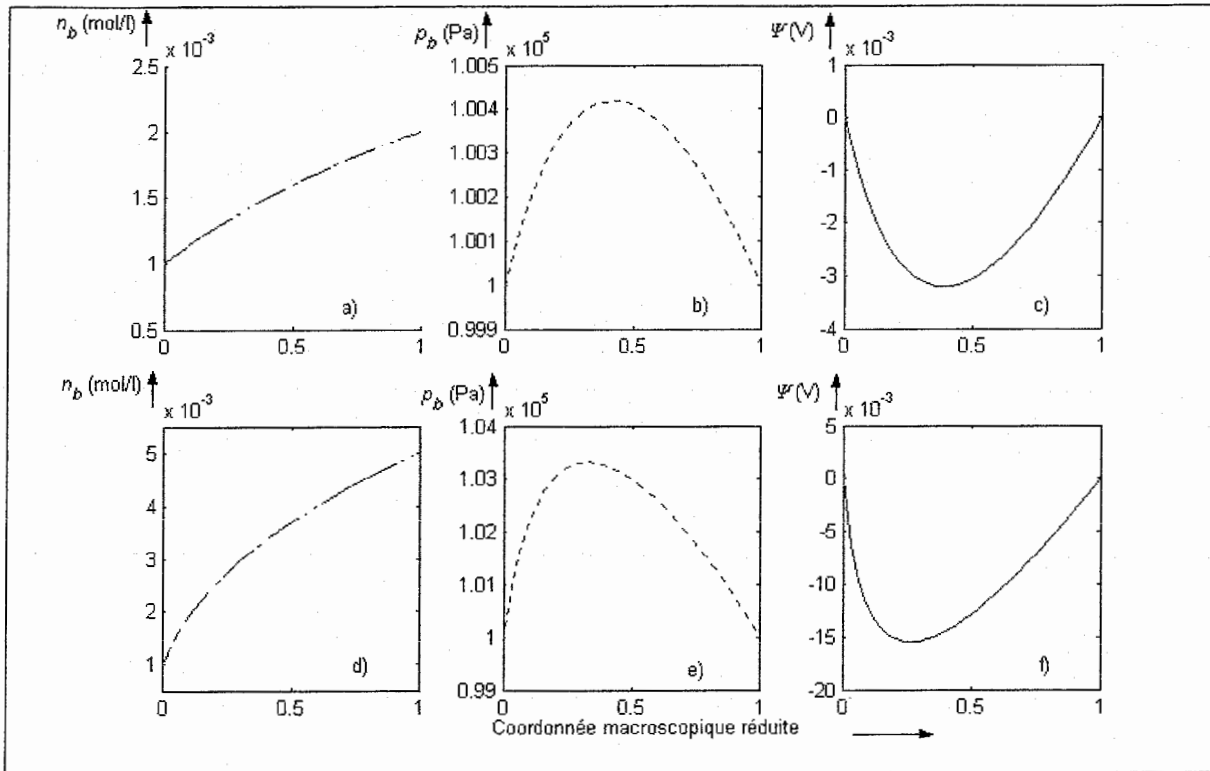 n_b (mol/l)
x 10^-3
2.5
2
1.5
1
0.5
0
0.5
1
a)
p_b (Pa)
x 10^5
1.005
1.004
1.003
1.002
1.001
1
0.999
0
0.5
1
b)
Ψ(V)
x 10^-3
1
0
-1
-2
-3
-4
0
0.5
1
c)
n_b (mol/l)
x 10^-3
5
4
3
2
1
0
0.5
1
d)
p_b (Pa)
x 10^5
1.04
1.03
1.02
1.01
1
0.99
0
0.5
1
e)
Ψ(V)
x 10^-3
5
0
-5
-10
-15
-20
0
0.5
1
f)
Coordonnée macroscopique réduite